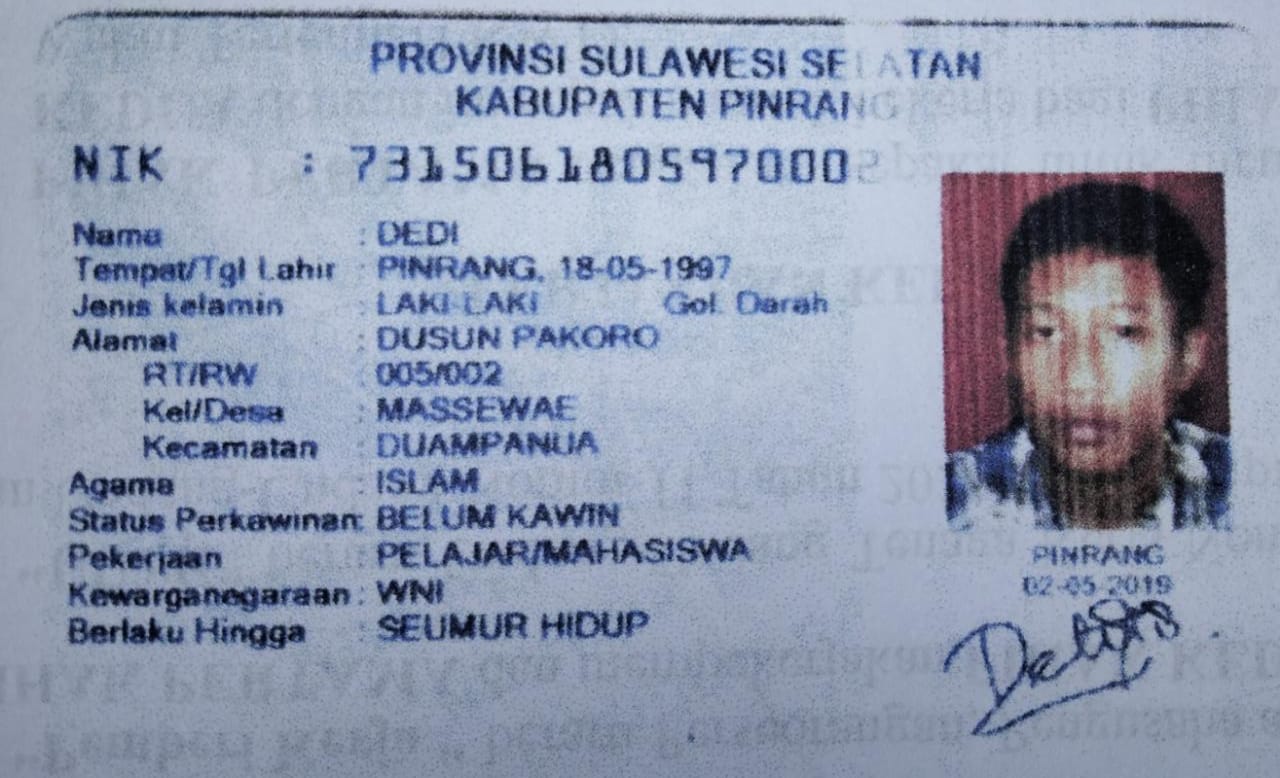 PROVINSI SULAWESI SELATAN
KABUPATEN PINRANG
NIK : 7315061805970005
Nama : DEDI
Tempat/Tgl Lahir : PINRANG, 18-05-1997
Jenis kelamin : LAKI-LAKI Gol. Darah
Alamat : DUSUN PAKORO
RT/RW : 005/002
Kel/Desa : MASSEWAE
Kecamatan : DUAMPANUA
Agama : ISLAM
Status Perkawinan: BELUM KAWIN
Pekerjaan : PELAJAR/MAHASISWA
Kewarganegaraan : WNI
Berlaku Hingga : SEUMUR HIDUP
PINRANG
02-05-2019